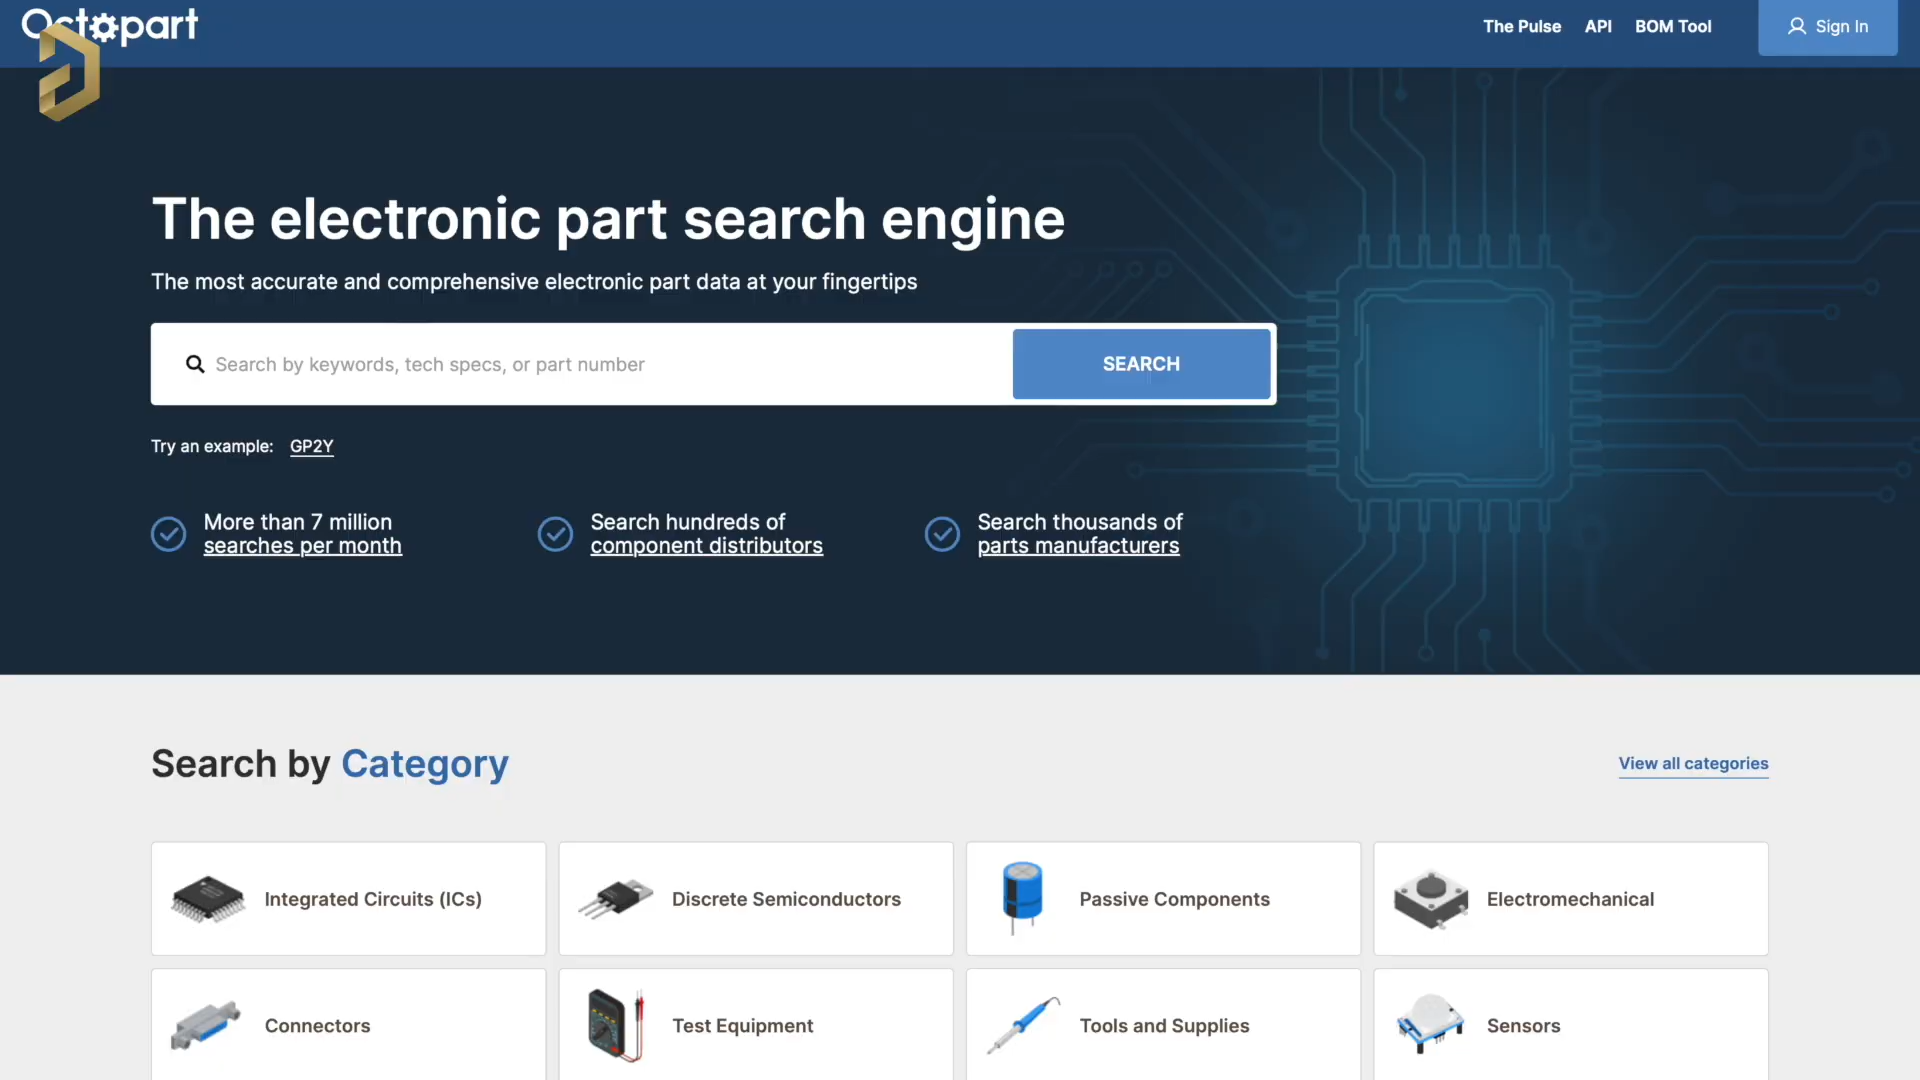 Octopart
The Pulse API BOM Tool Sign In
The electronic part search engine
The most accurate and comprehensive electronic part data at your fingertips
Search by keywords, tech specs, or part number SEARCH
Try an example: GP2Y
More than 7 million
searches per month
Search hundreds of
component distributors
Search thousands of
parts manufacturers
Search by Category
View all categories
Integrated Circuits (ICs)
Discrete Semiconductors
Passive Components
Electromechanical
Connectors
Test Equipment
Tools and Supplies
Sensors